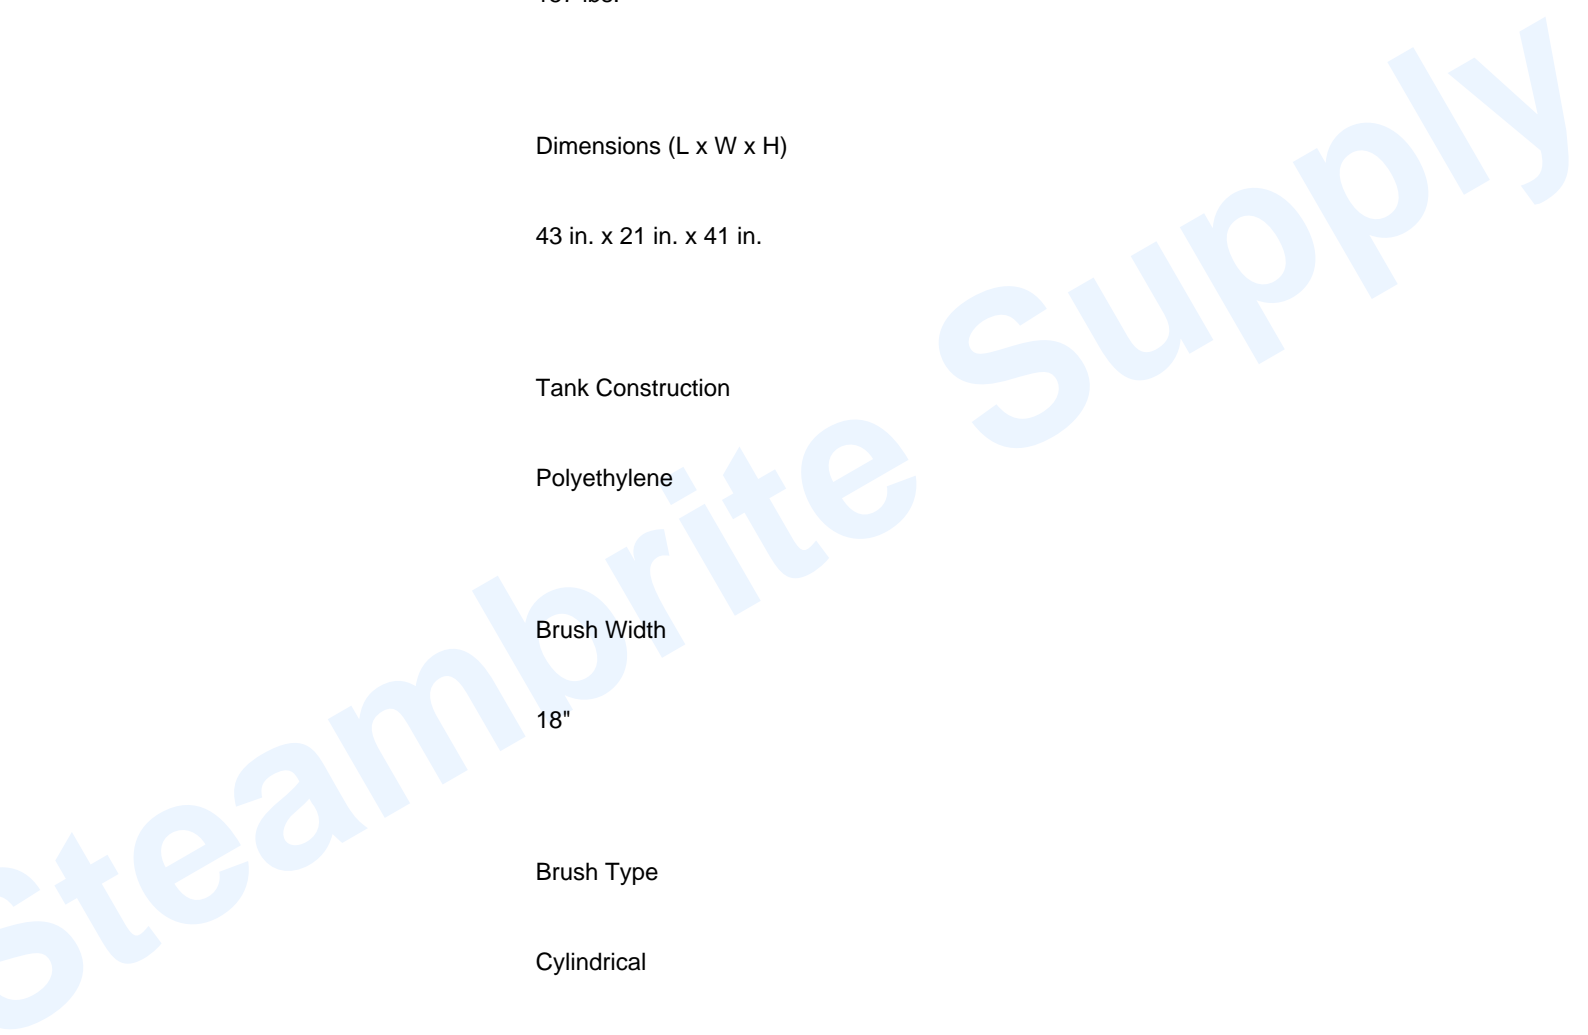 Dimensions (L x W x H)
43 in. x 21 in. x 41 in.
Tank Construction
Polyethylene
Brush Width
18"
Brush Type
Cylindrical
Steambrite Supply